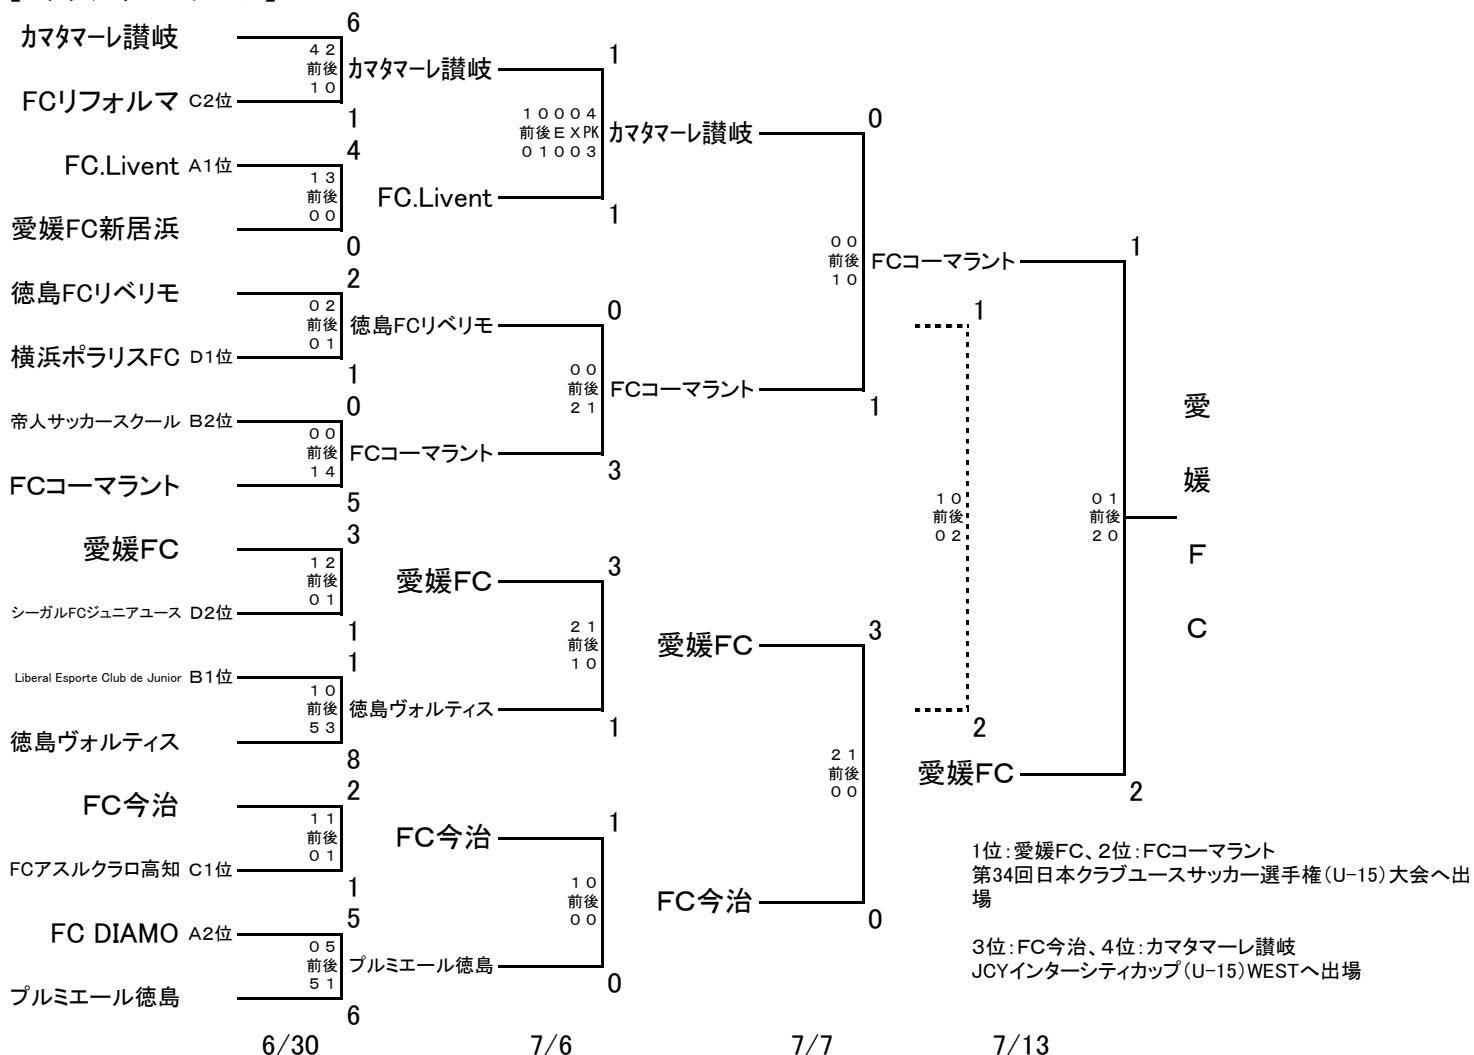 6
カマタマーレ讃岐
4 2
前後
1 0
FCリフォルマ C2位
1
カマタマーレ讃岐
1
4
FC.Livent A1位
1 3
前後
0 0
愛媛FC新居浜
0
1 0 0 0 4
前後EXPK
0 1 0 0 3
FC.Livent
1
カマタマーレ讃岐
0
2
徳島FCリベリモ
0 2
前後
0 1
横浜ポラリスFC D1位
1
徳島FCリベリモ
0
0
帝人サッカースクール B2位
0 0
前後
1 4
FCコーマラント
5
0 0
前後
2 1
FCコーマラント
3
FCコーマラント
1
0 0
前後
1 0
FCコーマラント
1
3
愛媛FC
1 2
前後
0 1
シーガルFCジュニアユース D2位
1
愛媛FC
3
1
Liberal Esporte Club de Junior B1位
1 0
前後
5 3
徳島ヴォルティス
8
2 1
前後
1 0
徳島ヴォルティス
1
愛媛FC
3
2
FC今治
1 1
前後
0 1
FCアスルクラロ高知 C1位
1
FC今治
1
5
FC DIAMO A2位
0 5
前後
5 1
プルミエール徳島
6
1 0
前後
0 0
プルミエール徳島
0
FC今治
0
2 1
前後
0 0
愛媛FC
2
1
1 0
前後
0 2
2
0 1
前後
2 0
愛
媛
F
C
1位:愛媛FC、2位:FCコーマラント
第34回日本クラブユースサッカー選手権(U-15)大会へ出
場
3位:FC今治、4位:カマタマーレ讃岐
JCYインターシティカップ(U-15)WESTへ出場
6/30 7/6 7/7 7/13